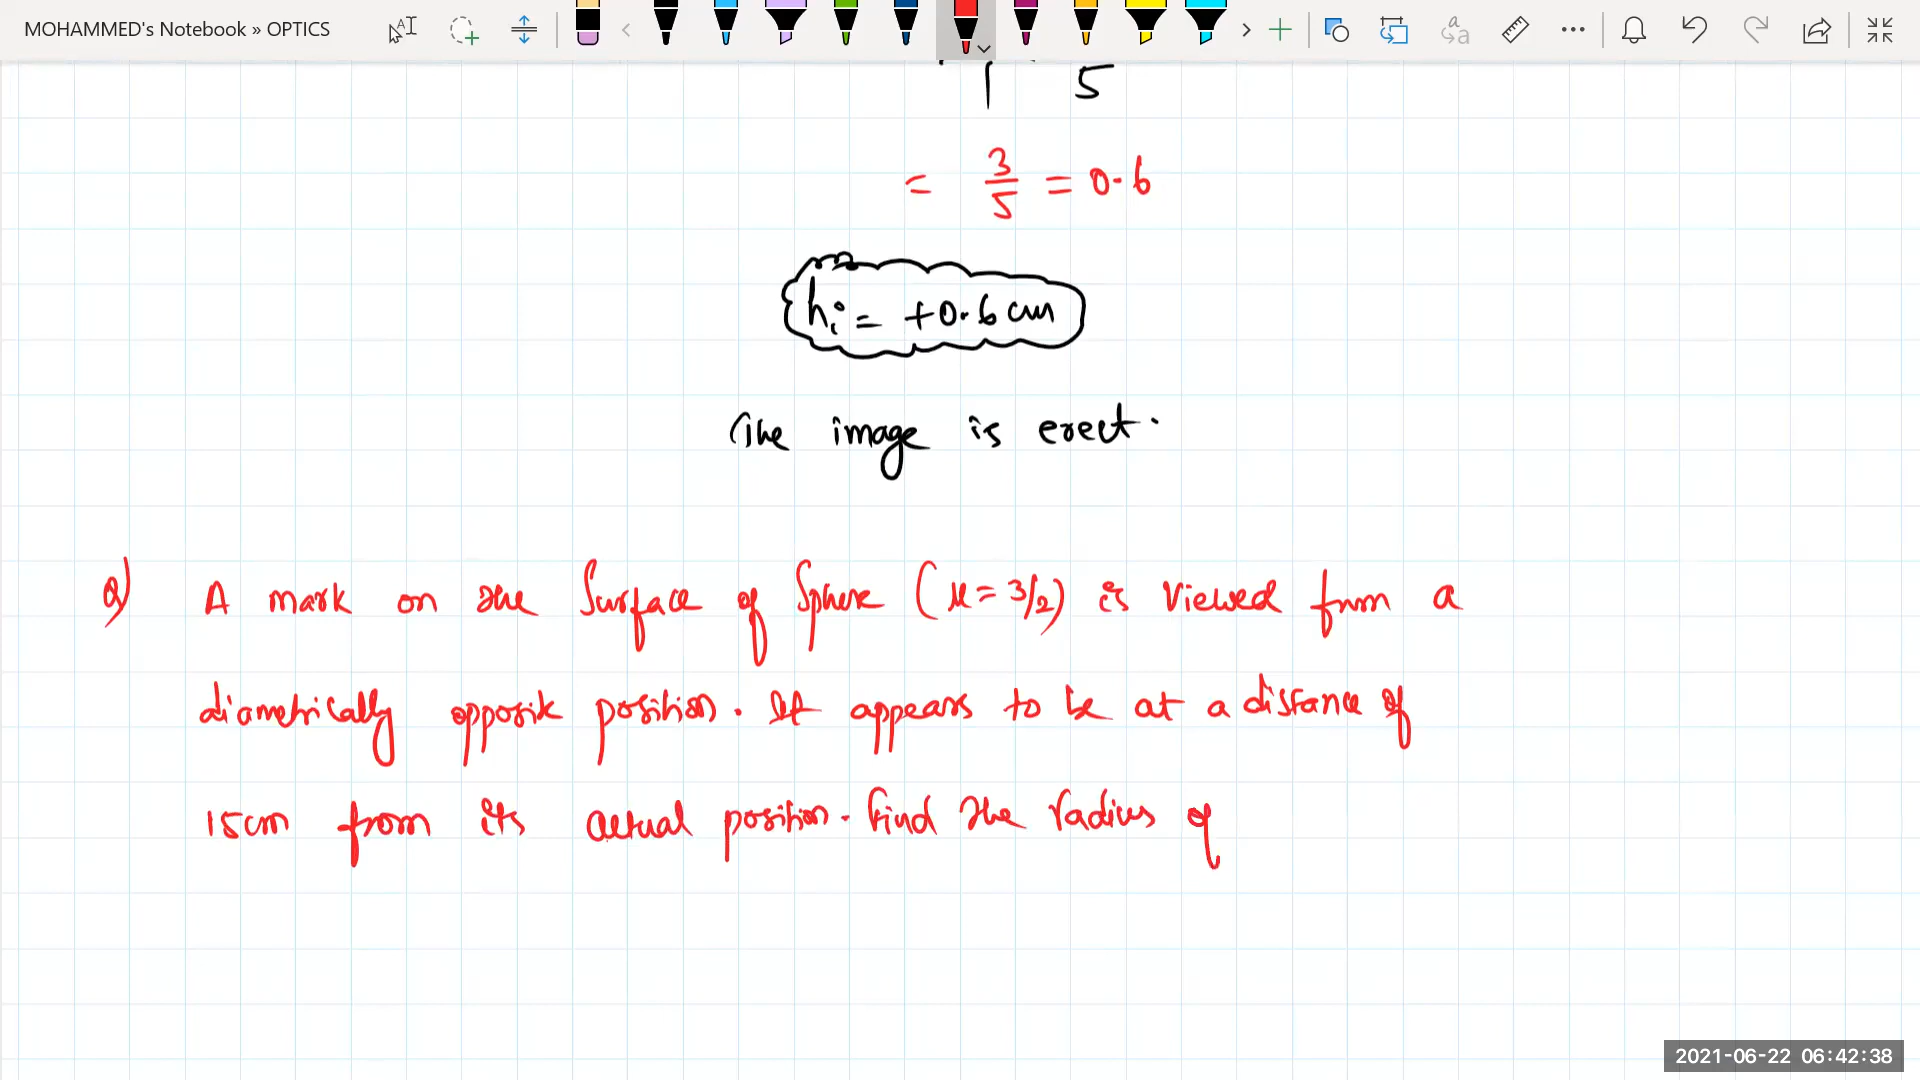 MOHAMMED's Notebook » OPTICS
1 5
= 3/5 = 0.6
hi = +0.6 cm
The image is erect.
Q) A mark on the Surface of Sphere (μ = 3/2) is viewed from a
diametrically opposite position. It appears to be at a distance of
15cm from its actual position. Find the radius of
2021-06-22 06:42:38